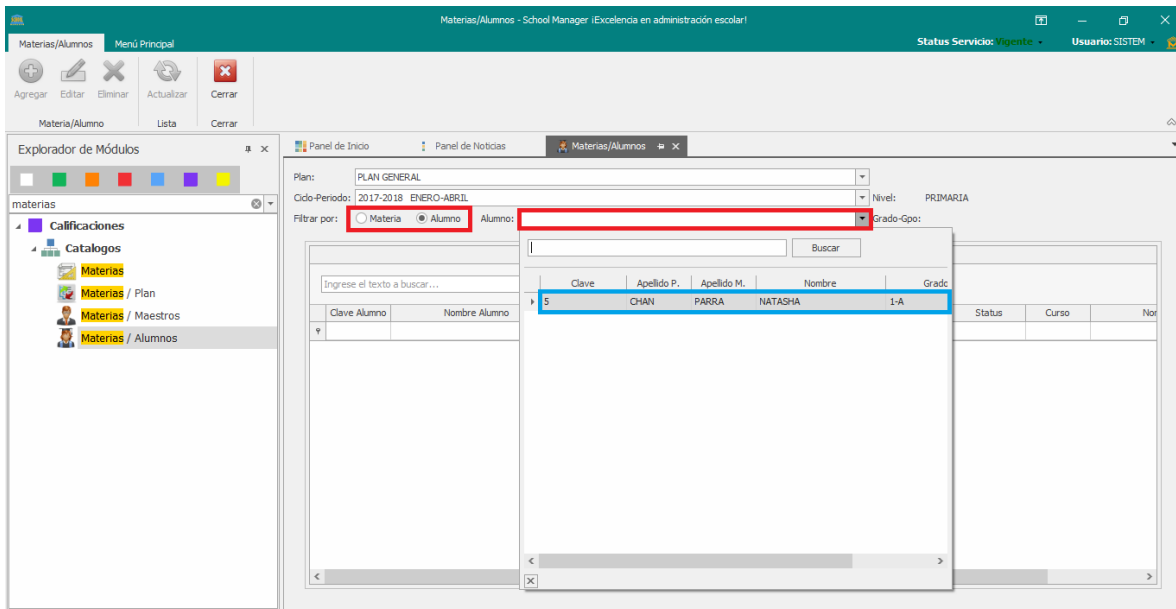 Materias/Alumnos - School Manager ¡Excelencia en administración escolar!
Materias/Alumnos Menú Principal Status Servicio: Vigente Usuario: SISTEM
Agregar Editar Eliminar Actualizar Cerrar
Materia/Alumno Lista Cerrar
Explorador de Módulos
Panel de Inicio Panel de Noticias Materias/Alumnos
materias
Calificaciones
Catalogos
Materias
Materias / Plan
Materias / Maestros
Materias / Alumnos
Plan: PLAN GENERAL
Ciclo-Periodo: 2017-2018 ENERO-ABRIL Nivel: PRIMARIA
Filtrar por: Materia Alumno Alumno: Grado-Gpo:
Buscar
Ingrese el texto a buscar...
Clave Apellido P. Apellido M. Nombre Grado
5 CHAN PARRA NATASHA 1-A
Clave Alumno Nombre Alumno Status Curso Nor